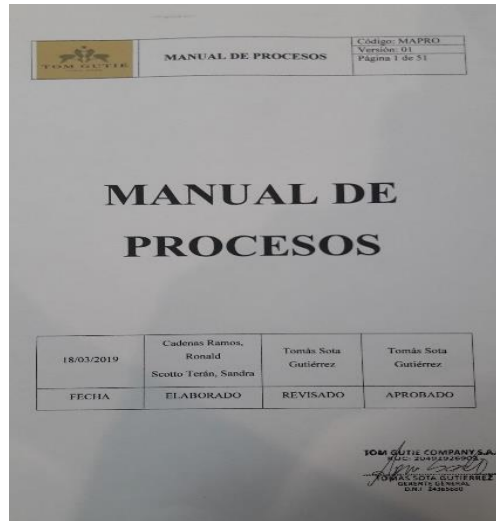 TOM GUTIE
MANUAL DE PROCESOS
Código: MAPRO
Versión: 01
Página 1 de 51
MANUAL DE
PROCESOS
18/03/2019
Cadenas Ramos,
Ronald
Scotto Terán, Sandra
Tomás Sota
Gutiérrez
Tomás Sota
Gutiérrez
FECHA
ELABORADO
REVISADO
APROBADO
TOM GUTIE COMPANY S.A.
TOMAS SOTA GUTIERREZ
GERENTE GENERAL